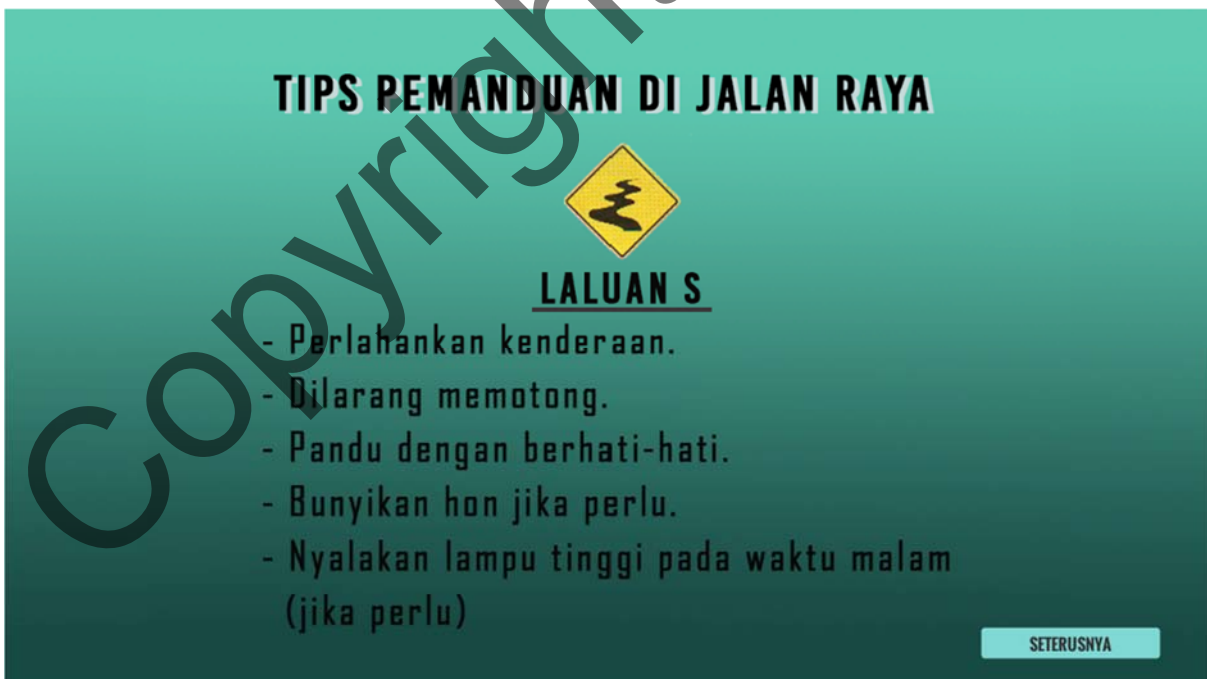 TIPS PEMANDUAN DI JALAN RAYA
LALUAN S
- Perlahankan kenderaan.
- Dilarang memotong.
- Pandu dengan berhati-hati.
- Bunyikan hon jika perlu.
- Nyalakan lampu tinggi pada waktu malam
(jika perlu)
SETERUSNYA
Copyright